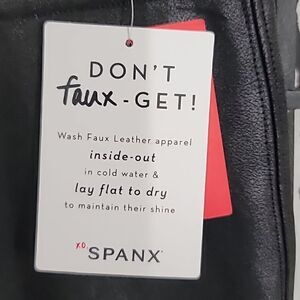 DON'T
faux-GET!
Wash Faux Leather apparel
inside-out
in cold water &
lay flat to dry
to maintain their shine
xo, SPANX